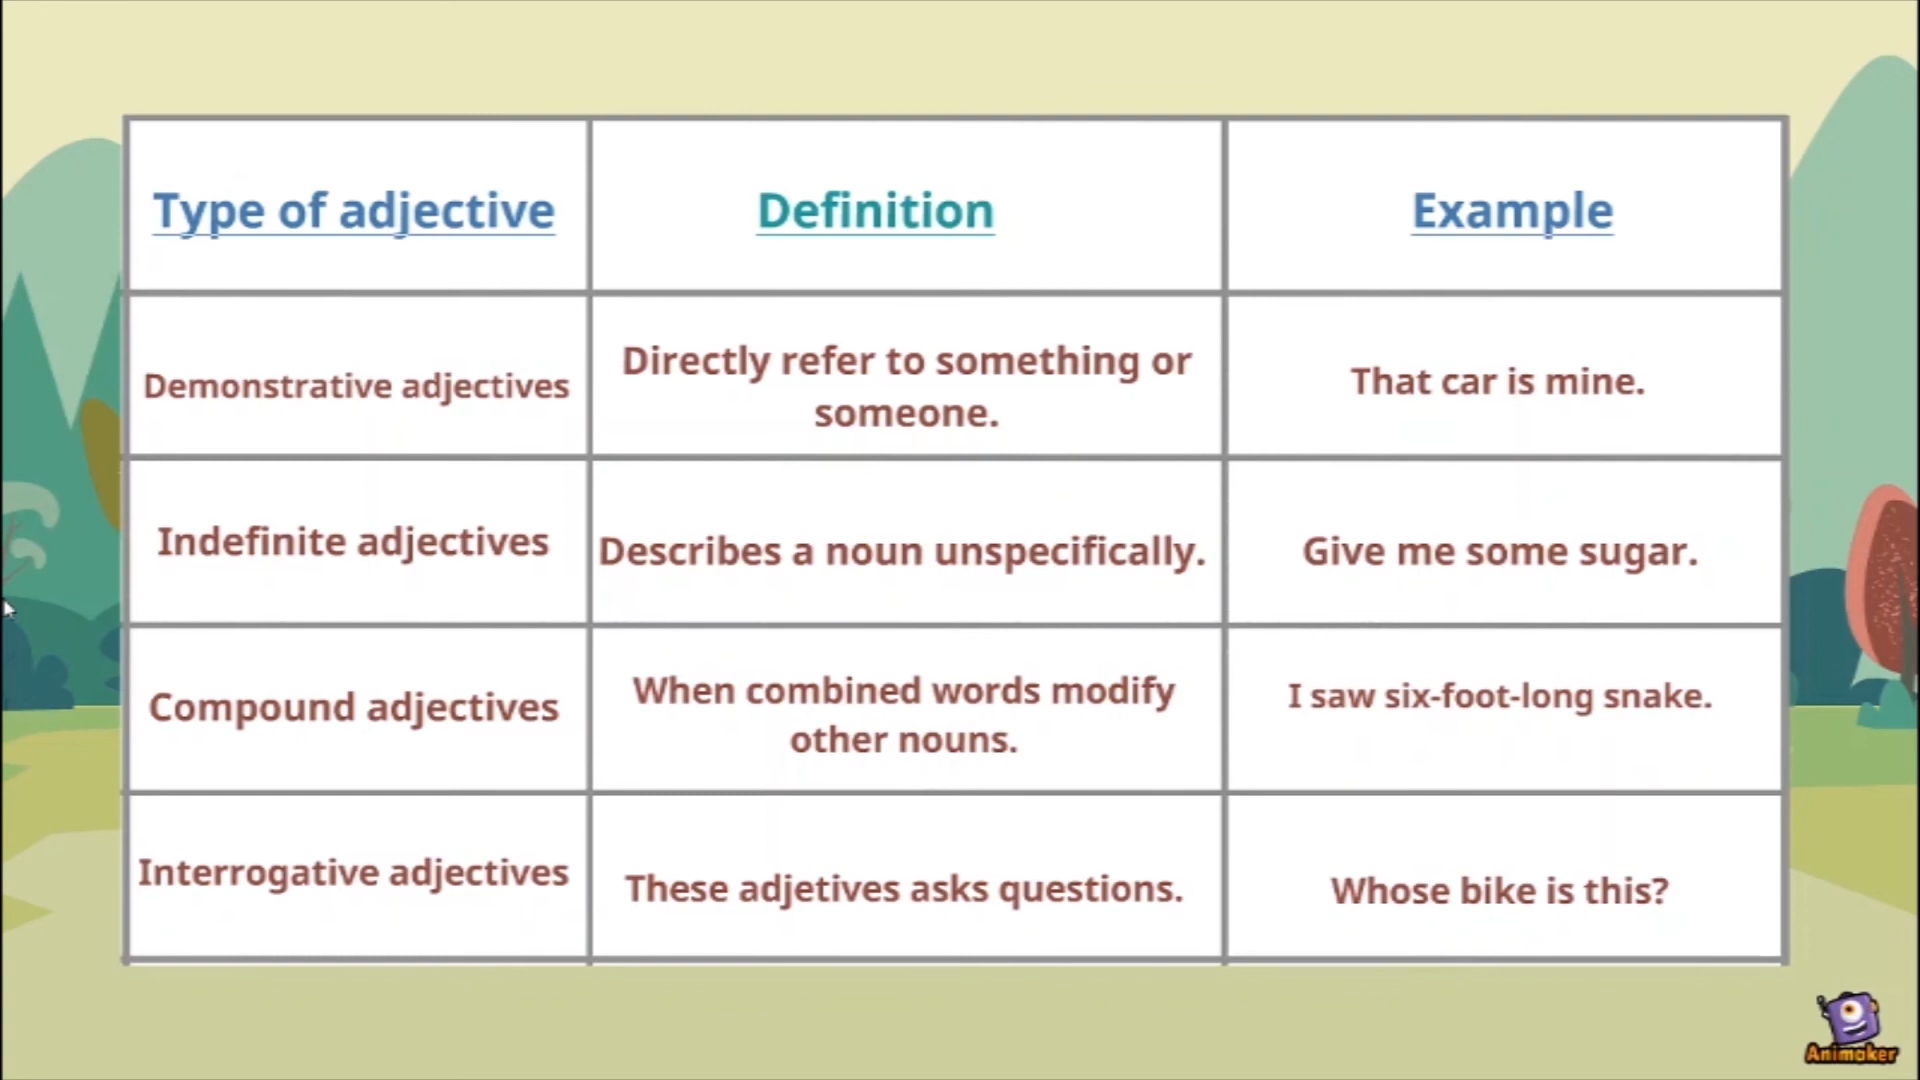 Type of adjective
Definition
Example
Demonstrative adjectives
Directly refer to something or
someone.
That car is mine.
Indefinite adjectives
Describes a noun unspecifically.
Give me some sugar.
Compound adjectives
When combined words modify
other nouns.
I saw six-foot-long snake.
Interrogative adjectives
These adjetives asks questions.
Whose bike is this?
Animaker